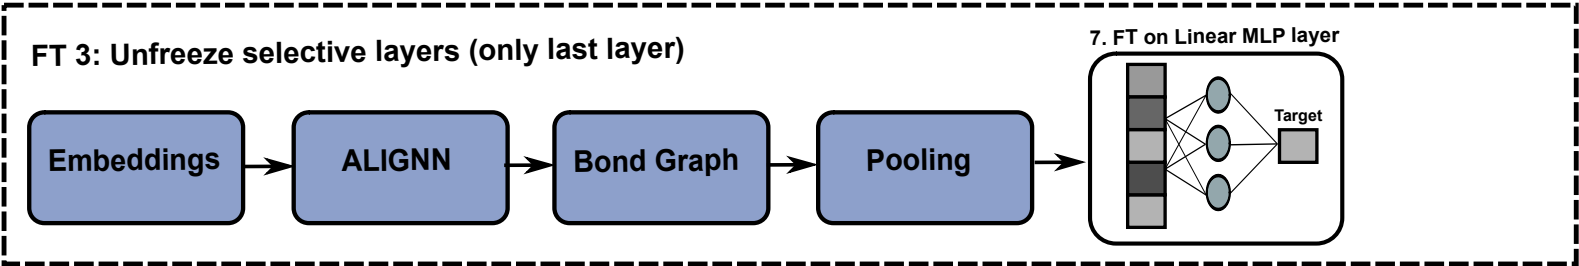 FT 3: Unfreeze selective layers (only last layer)
7. FT on Linear MLP layer
Embeddings
ALIGNN
Bond Graph
Pooling
Target